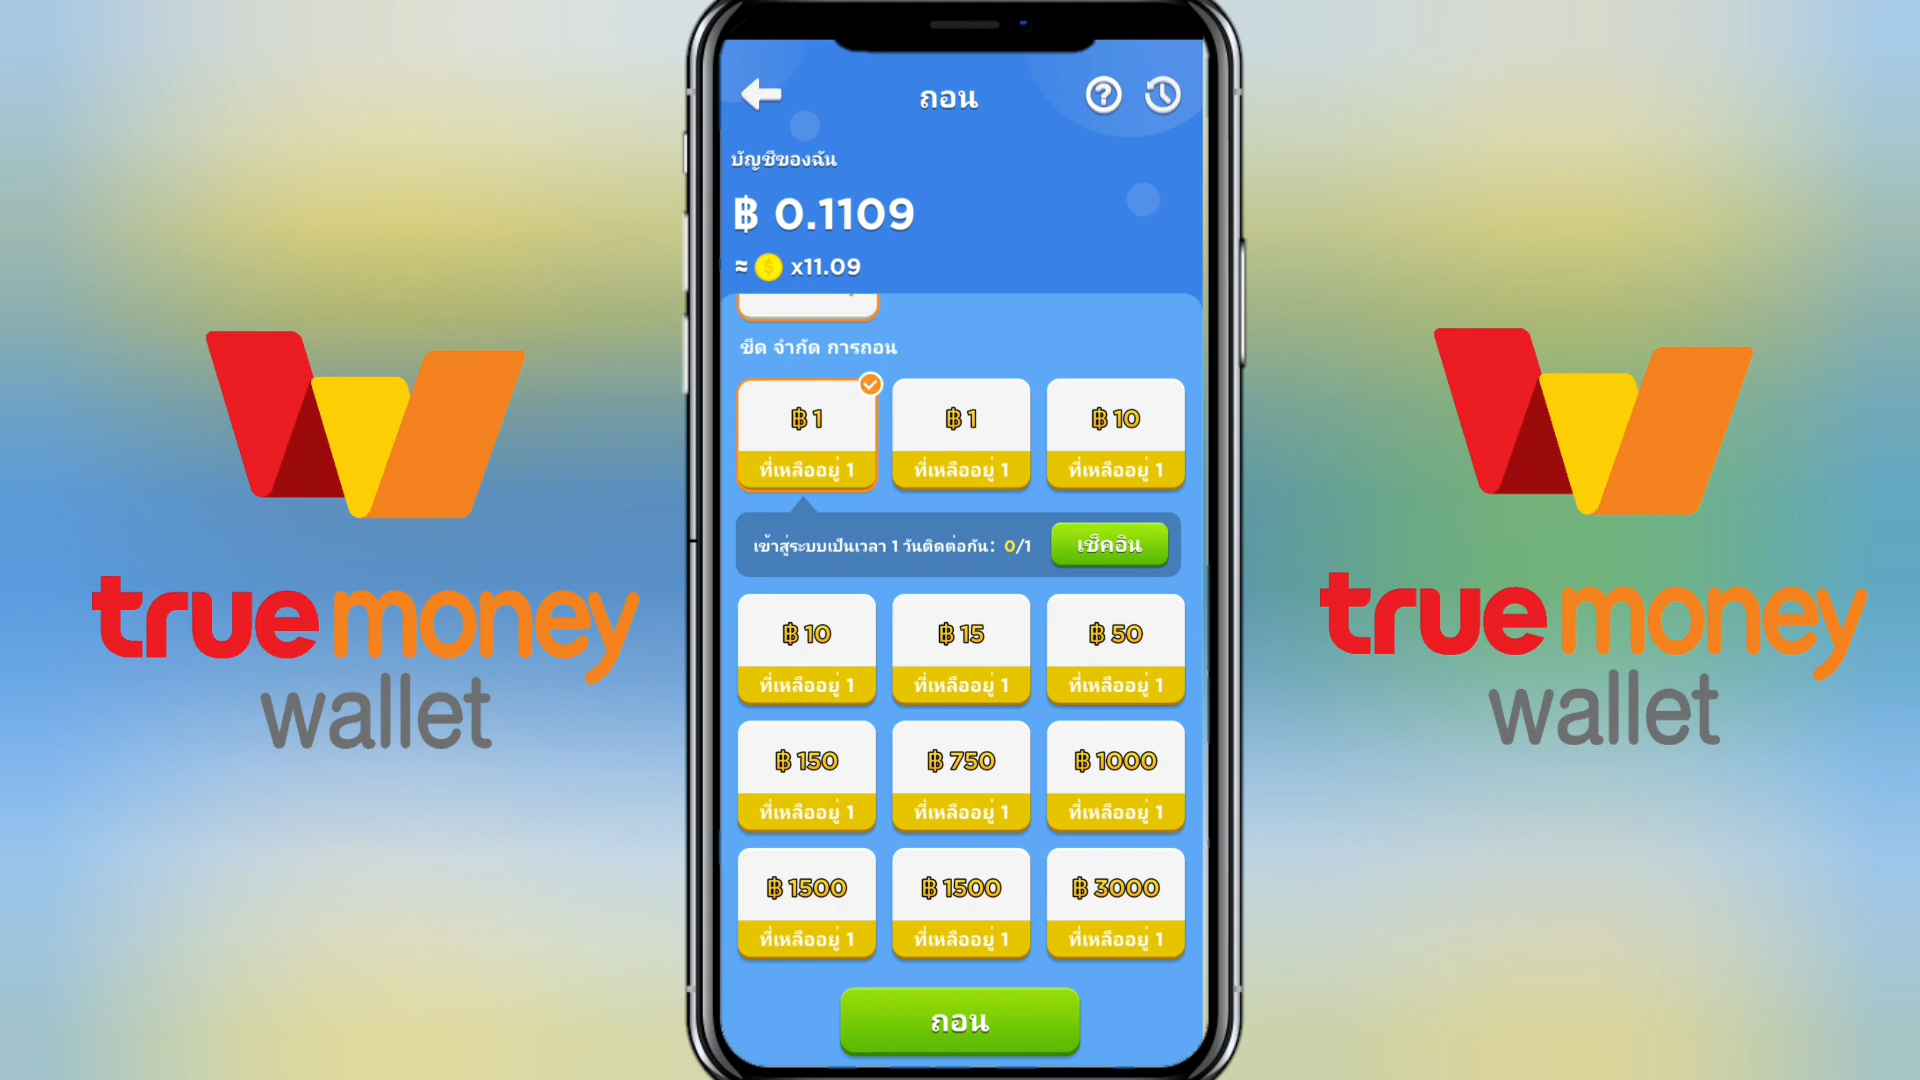 ถอน
บัญชีของฉัน
฿ 0.1109
≈ $ x11.09
ขีด จำกัด การถอน
฿ 1
฿ 1
฿ 10
ที่เหลืออยู่ 1
ที่เหลืออยู่ 1
ที่เหลืออยู่ 1
เข้าสู่ระบบเป็นเวลา 1 วันติดต่อกัน: 0/1
เช็คอิน
฿ 10
฿ 15
฿ 50
ที่เหลืออยู่ 1
ที่เหลืออยู่ 1
ที่เหลืออยู่ 1
฿ 150
฿ 750
฿ 1000
ที่เหลืออยู่ 1
ที่เหลืออยู่ 1
ที่เหลืออยู่ 1
฿ 1500
฿ 1500
฿ 3000
ที่เหลืออยู่ 1
ที่เหลืออยู่ 1
ที่เหลืออยู่ 1
ถอน
truemoney
wallet
truemoney
wallet